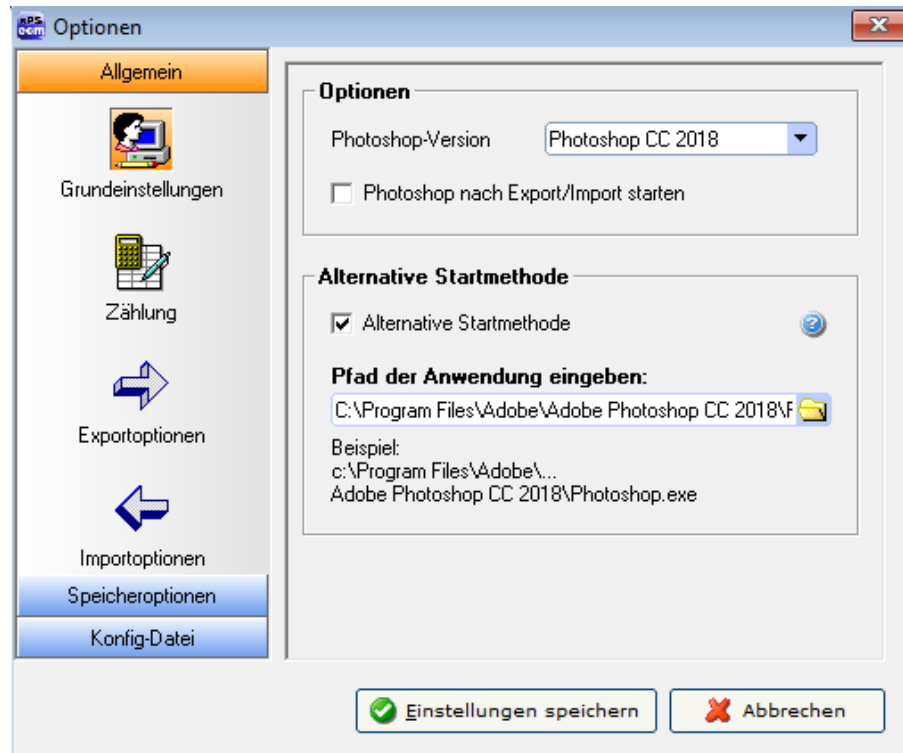 Optionen
Allgemein
Grundeinstellungen
Zählung
Exportoptionen
Importoptionen
Speicheroptionen
Konfig-Datei
Optionen
Photoshop-Version
Photoshop CC 2018
Photoshop nach Export/Import starten
Alternative Startmethode
Alternative Startmethode
Pfad der Anwendung eingeben:
C:\Program Files\Adobe\Adobe Photoshop CC 2018\
Beispiel:
c:\Program Files\Adobe\...
Adobe Photoshop CC 2018\Photoshop.exe
Einstellungen speichern
Abbrechen